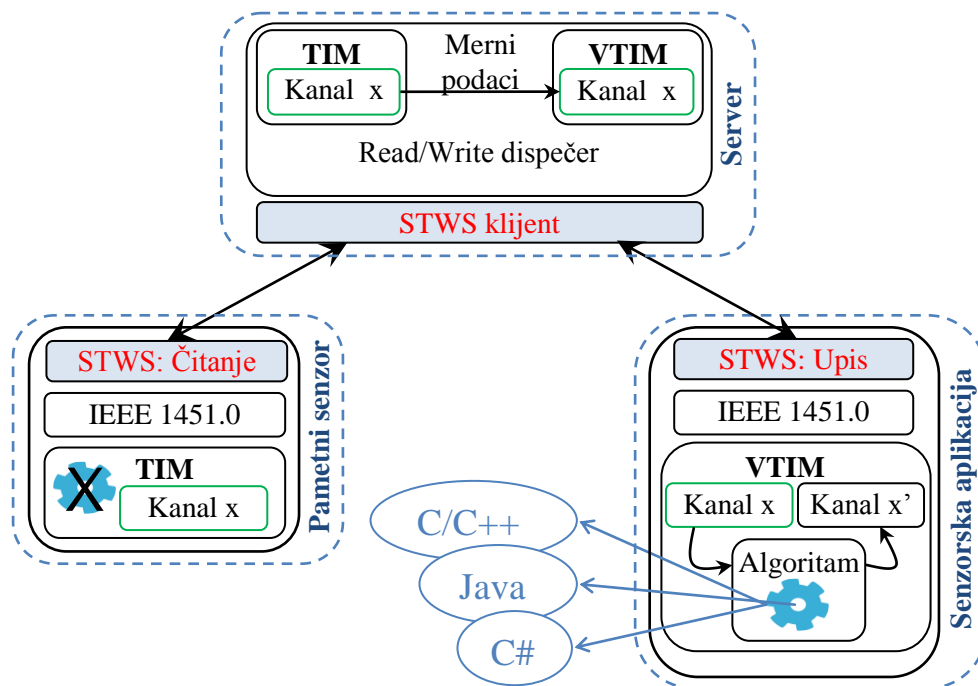 TIM
Kanal x
Merni
podaci
VTIM
Kanal x
Read/Write dispečer
Server
STWS klijent
STWS: Čitanje
IEEE 1451.0
TIM
X
Kanal x
Pametni senzor
STWS: Upis
IEEE 1451.0
VTIM
Kanal x
Kanal x’
Algoritam
Senzorska aplikacija
C/C++
Java
C#